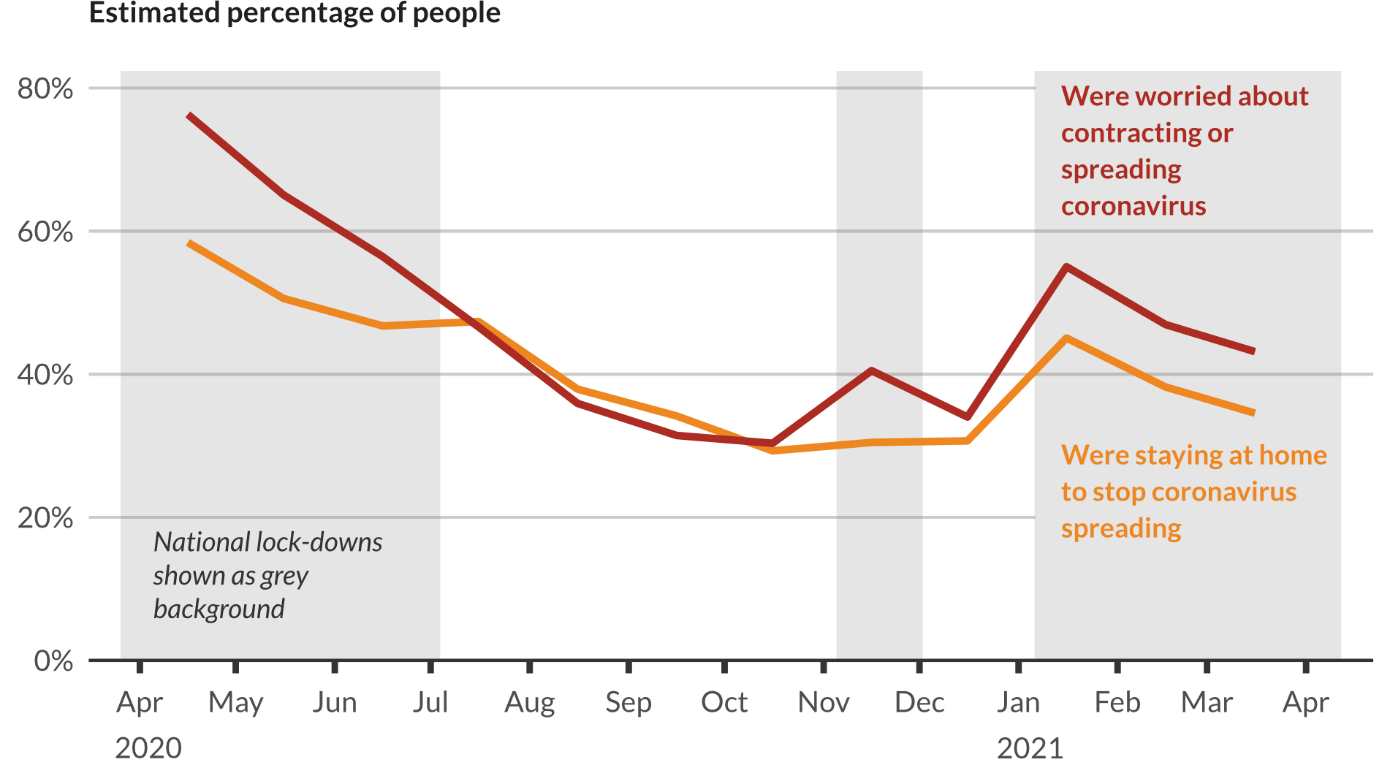 Estimated percentage of people
80%
Were worried about
contracting or
spreading
coronavirus
60%
40%
Were staying at home
to stop coronavirus
spreading
20%
National lock-downs
shown as grey
background
0%
Apr May Jun Jul Aug Sep Oct Nov Dec Jan Feb Mar Apr
2020 2021